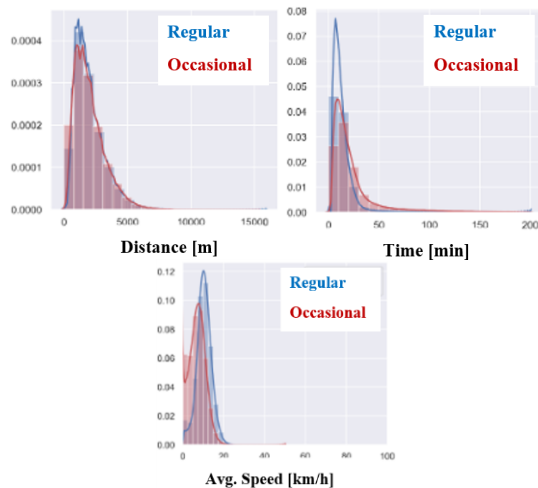 0.0004
0.0003
0.0002
0.0001
0.0000
0 5000 10000 15000
Regular
Occasional
Distance [m]
0.08
0.07
0.06
0.05
0.04
0.03
0.02
0.01
0.00
0 50 100 150 200
Regular
Occasional
Time [min]
0.12
0.10
0.08
0.06
0.04
0.02
0.00
0 20 40 60 80 100
Regular
Occasional
Avg. Speed [km/h]